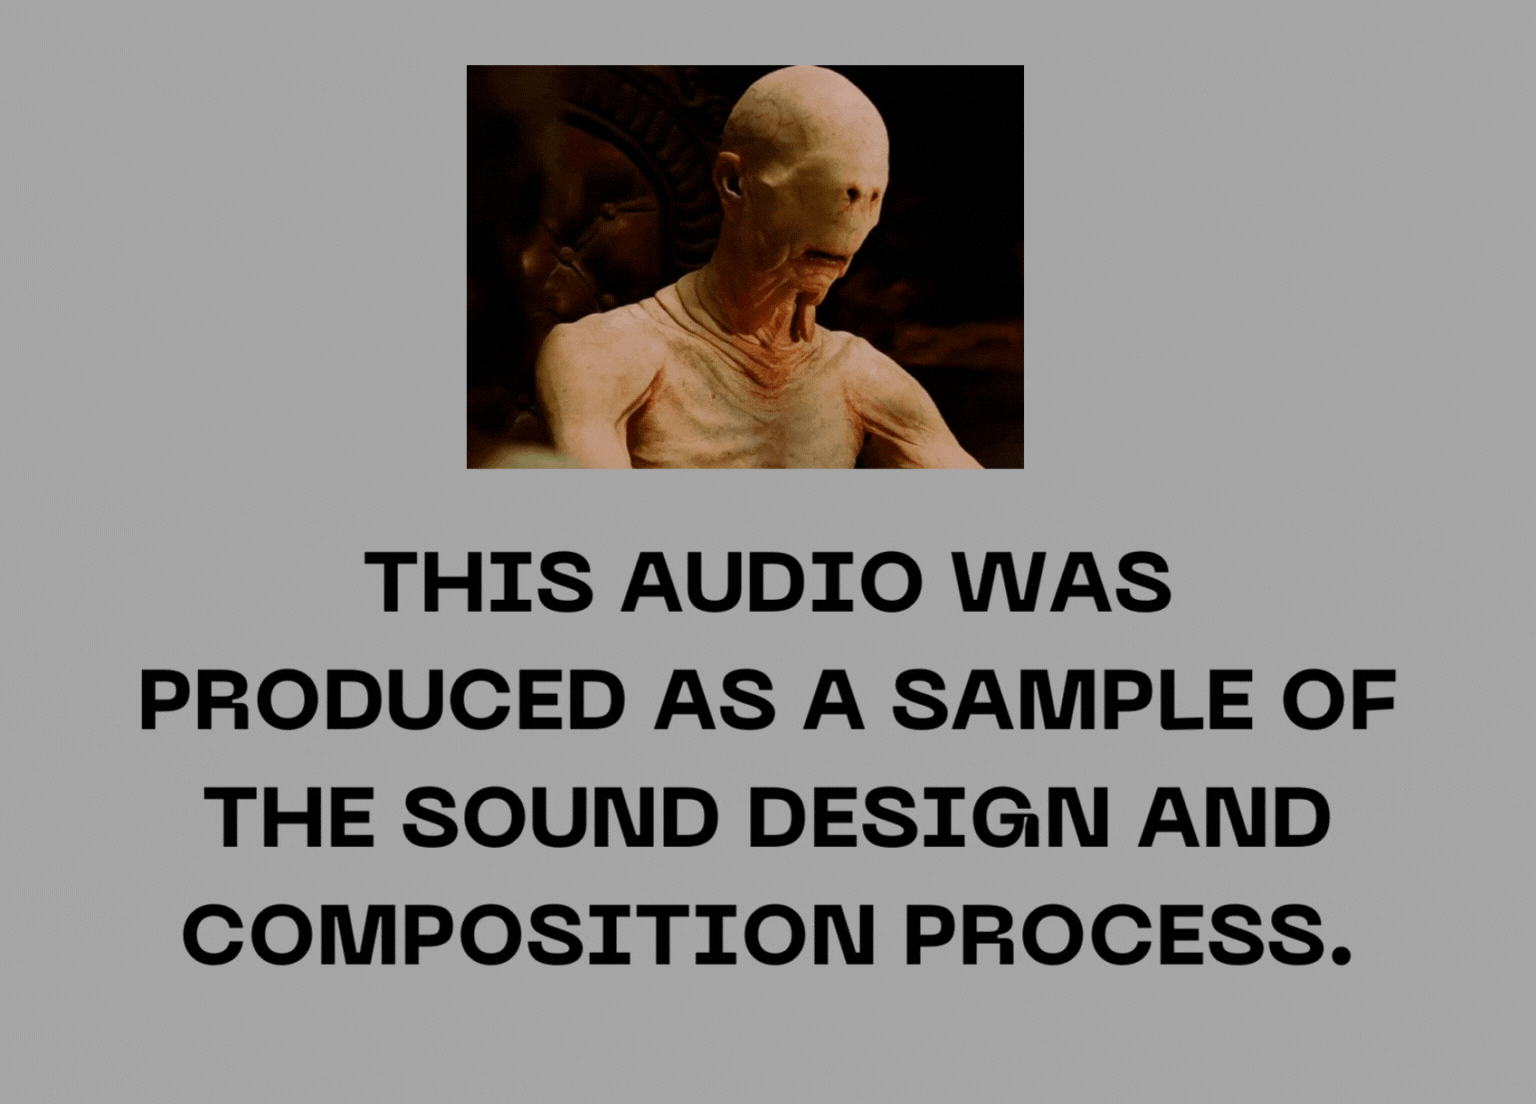 THIS AUDIO WAS
PRODUCED AS A SAMPLE OF
THE SOUND DESIGN AND
COMPOSITION PROCESS.